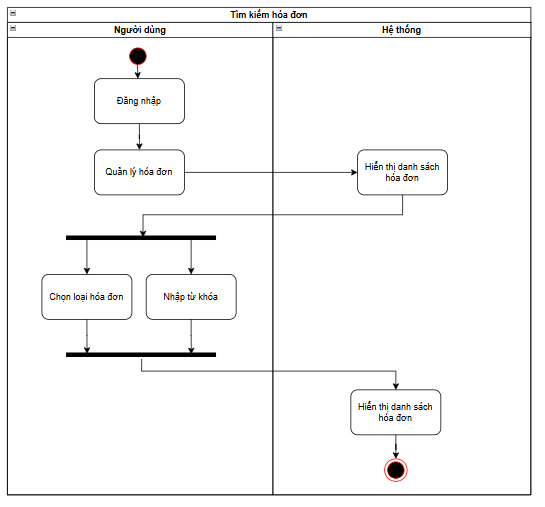 Tìm kiếm hóa đơn
Người dùng
Hệ thống
Đăng nhập
Quản lý hóa đơn
Hiển thị danh sách
hóa đơn
Chọn loại hóa đơn
Nhập từ khóa
Hiển thị danh sách
hóa đơn